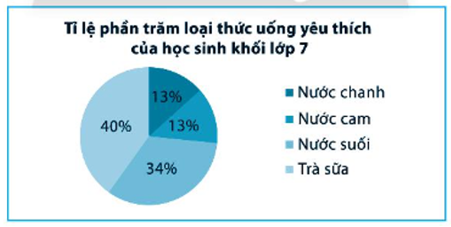 Tỉ lệ phần trăm loại thức uống yêu thích
của học sinh khối lớp 7
13%
13%
34%
40%
Nước chanh
Nước cam
Nước suối
Trà sữa